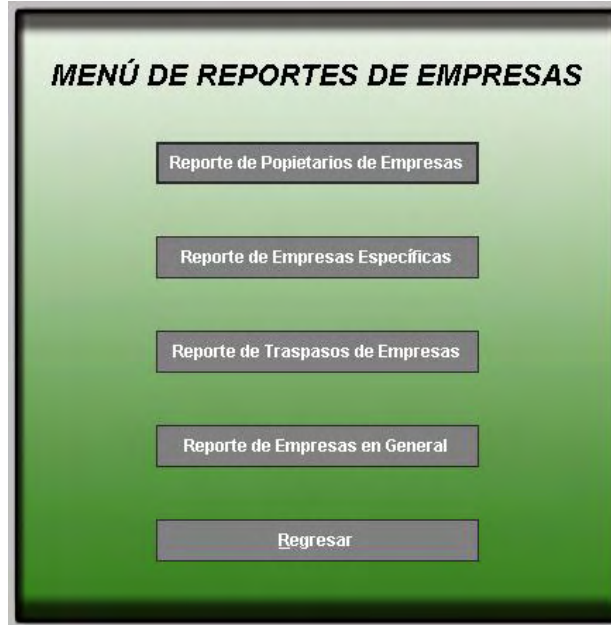 MENÚ DE REPORTES DE EMPRESAS
Reporte de Popietarios de Empresas
Reporte de Empresas Específicas
Reporte de Traspasos de Empresas
Reporte de Empresas en General
Regresar